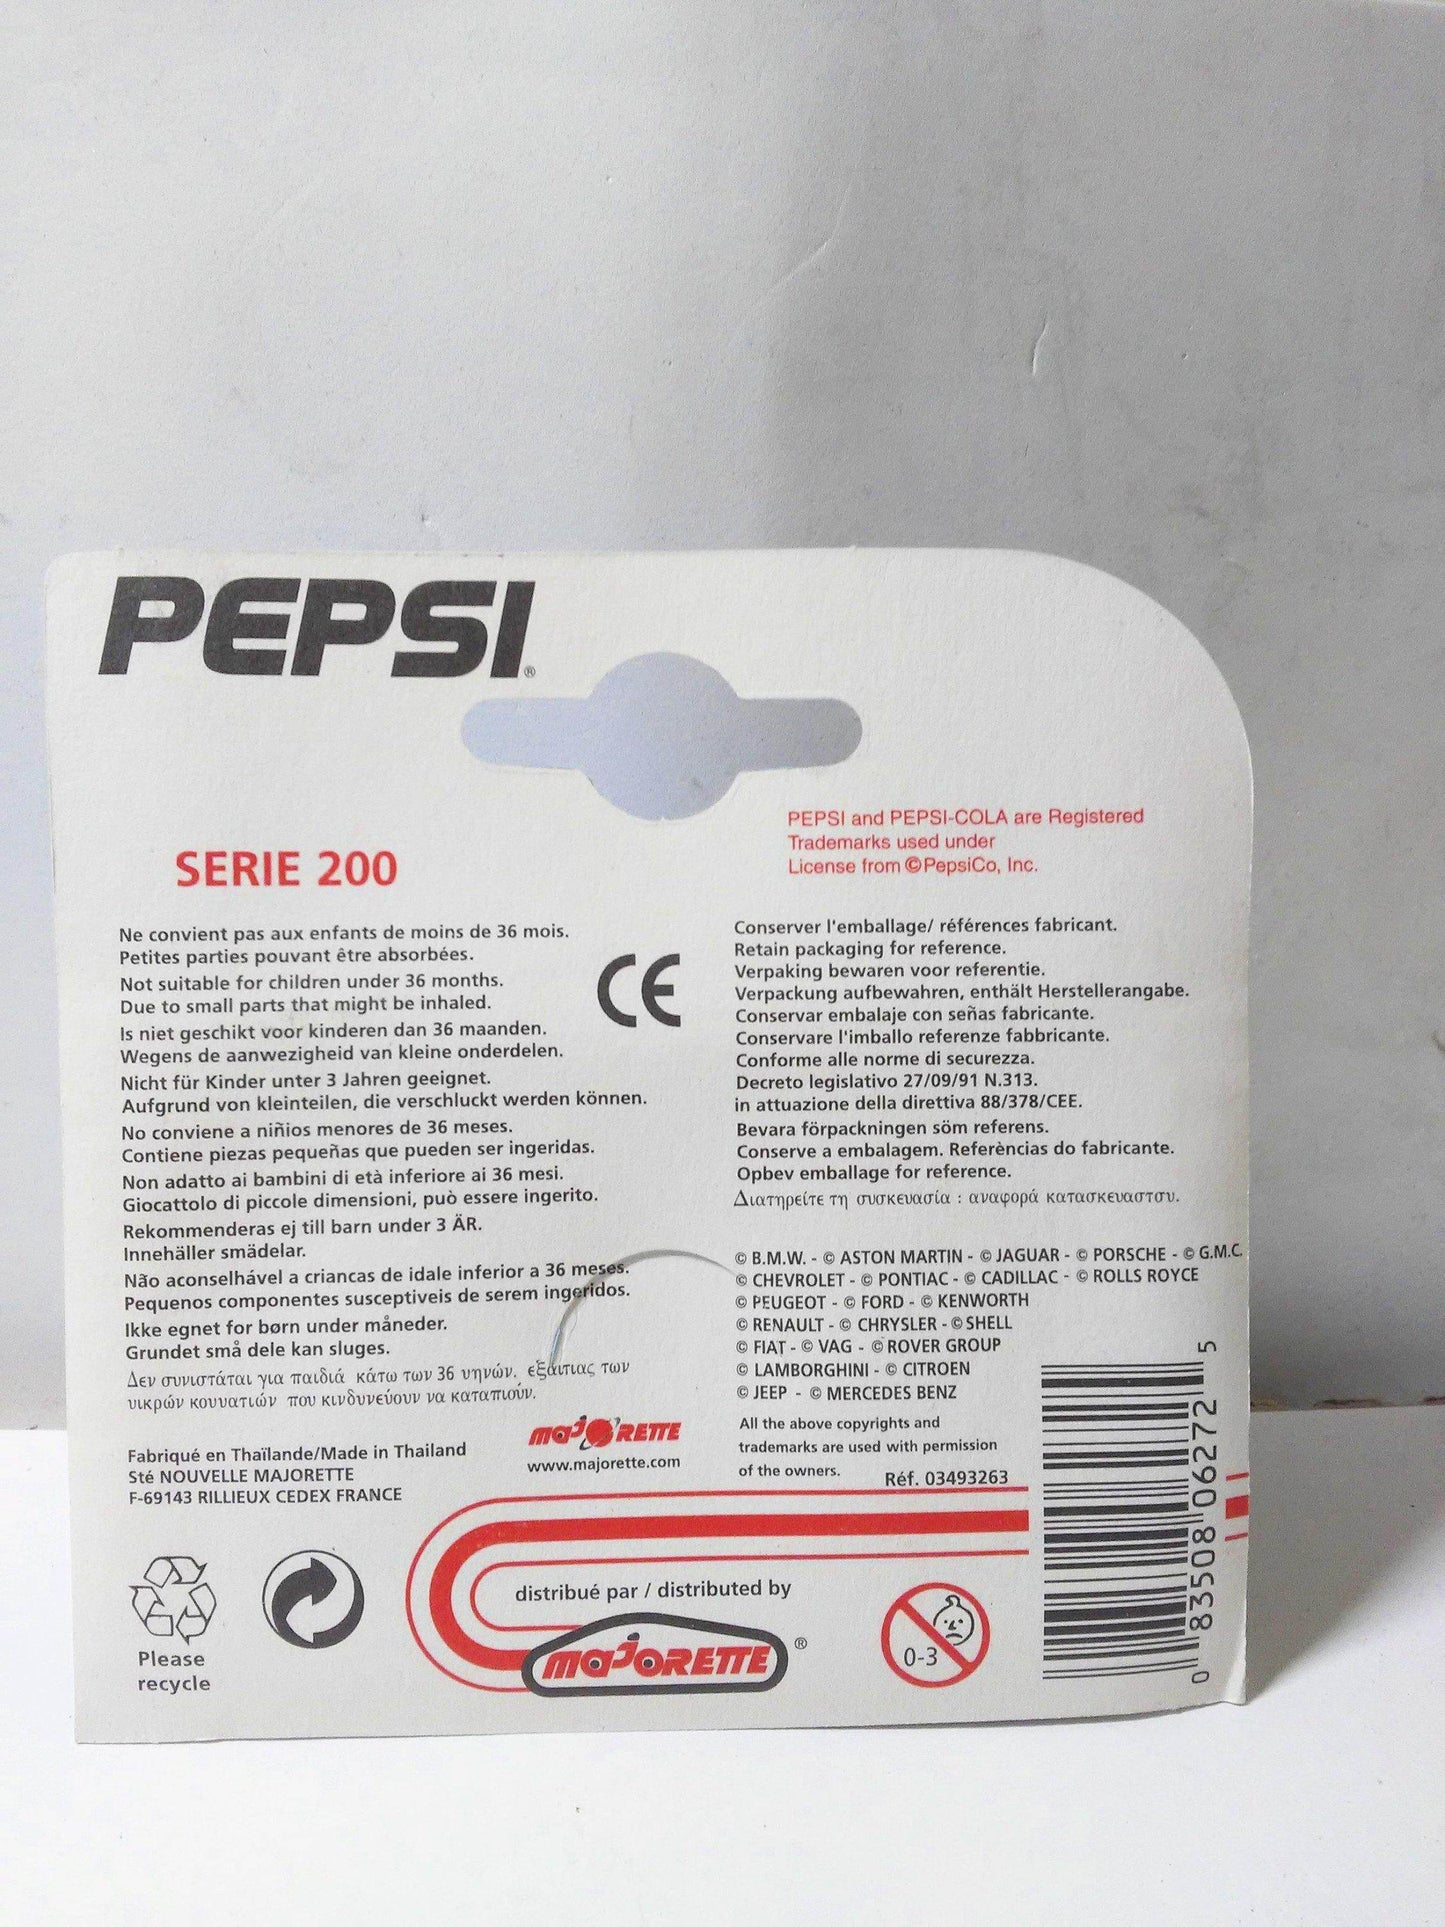 PEPSI®
PEPSI and PEPSI-COLA are Registered
Trademarks used under
License from ©PepsiCo, Inc.
SERIE 200
Ne convient pas aux enfants de moins de 36 mois.
Petites parties pouvant être absorbées.
Not suitable for children under 36 months.
Due to small parts that might be inhaled.
Is niet geschikt voor kinderen dan 36 maanden.
Wegens de aanwezigheid van kleine onderdelen.
Nicht für Kinder unter 3 Jahren geeignet.
Aufgrund von kleinteilen, die verschluckt werden können.
No conviene a niñios menores de 36 meses.
Contiene piezas pequeñas que pueden ser ingeridas.
Non adatto ai bambini di età inferiore ai 36 mesi.
Giocattolo di piccole dimensioni, può essere ingerito.
Rekommenderas ej till barn under 3 ÄR.
Innehäller smädelar.
Não aconselhável a criancas de idale inferior a 36 meses.
Pequenos componentes susceptiveis de serem ingeridos.
Ikke egnet for børn under måneder.
Grundet små dele kan sluges.
Δεν συνιστάται για παιδιά κάτω των 36 υηνών. εξαιτιας των
υικρών κουυατιών που κινδυνεύουν να καταπιούν.
CE
Conserver l'emballage/ références fabricant.
Retain packaging for reference.
Verpaking bewaren voor referentie.
Verpackung aufbewahren, enthält Herstellerangabe.
Conservar embalaje con señas fabricante.
Conservare l'imballo referenze fabbricante.
Conforme alle norme di securezza.
Decreto legislativo 27/09/91 N.313.
in attuazione della direttiva 88/378/CEE.
Bevara förpackningen söm referens.
Conserve a embalagem. Referèncias do fabricante.
Opbev emballage for reference.
Διατηρείτε τη συσκευασία : αναφορά κατασκευαστσυ.
© B.M.W. - © ASTON MARTIN - © JAGUAR - © PORSCHE - © G.M.C.
© CHEVROLET - © PONTIAC - © CADILLAC - © ROLLS ROYCE
© PEUGEOT - © FORD - © KENWORTH
© RENAULT - © CHRYSLER - © SHELL
© FIAT - © VAG - © ROVER GROUP
© LAMBORGHINI - © CITROEN
© JEEP - © MERCEDES BENZ
All the above copyrights and
trademarks are used with permission
of the owners.
Réf. 03493263
majORETTE
www.majorette.com
Fabriqué en Thaïlande/Made in Thailand
Sté NOUVELLE MAJORETTE
F-69143 RILLIEUX CEDEX FRANCE
Please
recycle
distribué par / distributed by
majORETTE®
0-3
0 83508 06272 5